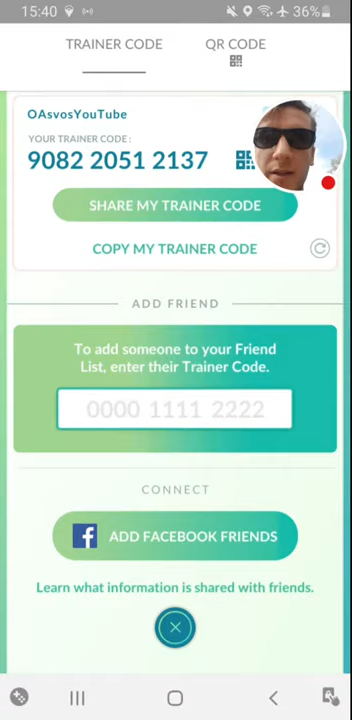 15:40
36%
TRAINER CODE
QR CODE
OAsvosYouTube
YOUR TRAINER CODE:
9082 2051 2137
SHARE MY TRAINER CODE
COPY MY TRAINER CODE
ADD FRIEND
To add someone to your Friend
List, enter their Trainer Code.
0000 1111 2222
CONNECT
f ADD FACEBOOK FRIENDS
Learn what information is shared with friends.